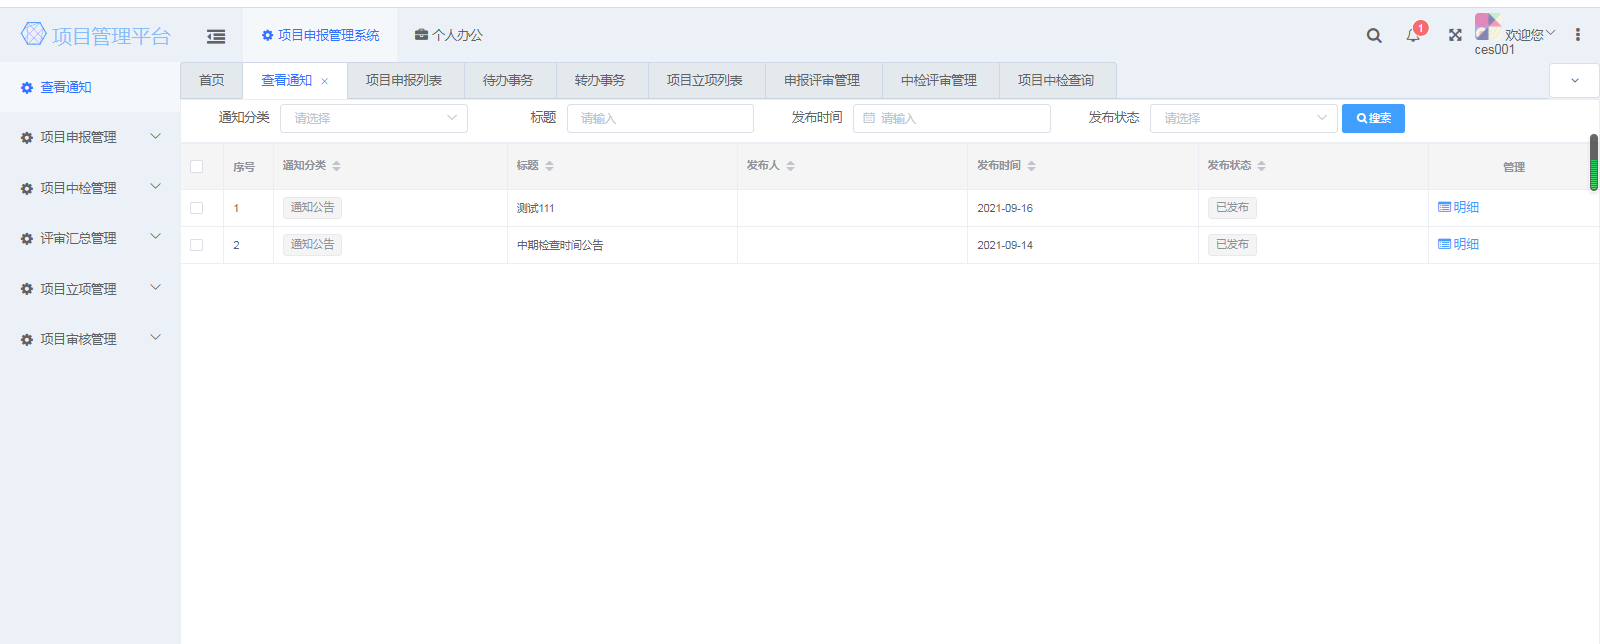 项目管理平台
项目申报管理系统
个人办公
1
欢迎您
ces001
查看通知
项目申报管理
项目中检管理
评审汇总管理
项目立项管理
项目审核管理
首页
查看通知 ×
项目申报列表
待办事务
转办事务
项目立项列表
申报评审管理
中检评审管理
项目中检查询
通知分类 请选择 标题 请输入 发布时间 请输入 发布状态 请选择 搜索
序号 通知分类 标题 发布人 发布时间 发布状态 管理
1 通知公告 测试111 2021-09-16 已发布 明细
2 通知公告 中期检查时间公告 2021-09-14 已发布 明细